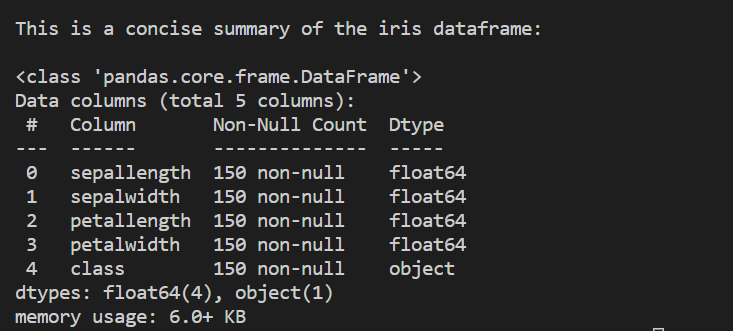 This is a concise summary of the iris dataframe:
<class 'pandas.core.frame.DataFrame'>
Data columns (total 5 columns):
 #   Column       Non-Null Count  Dtype
---  ------       --------------  -----
 0   sepallength  150 non-null    float64
 1   sepalwidth   150 non-null    float64
 2   petallength  150 non-null    float64
 3   petalwidth   150 non-null    float64
 4   class        150 non-null    object
dtypes: float64(4), object(1)
memory usage: 6.0+ KB